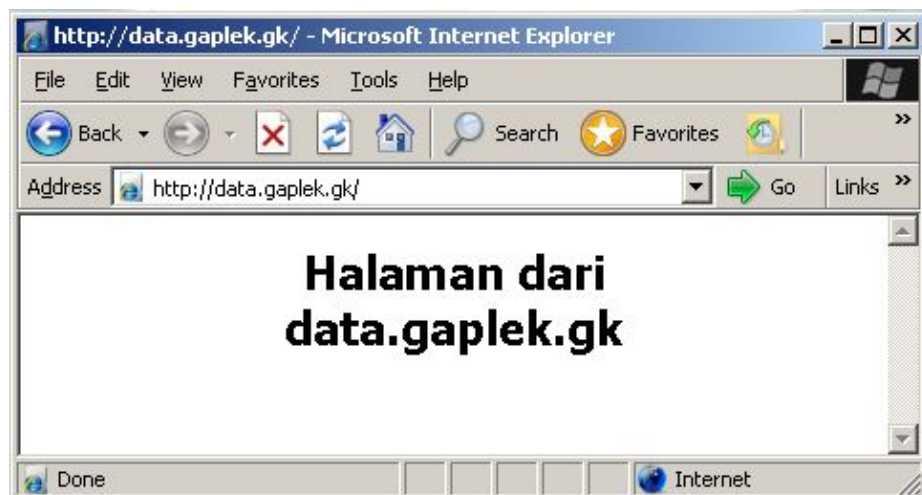 http://data.gaplek.gk/ - Microsoft Internet Explorer
File Edit View Favorites Tools Help
Back Search Favorites »
Address http://data.gaplek.gk/ Go Links »
Halaman dari
data.gaplek.gk
Done Internet